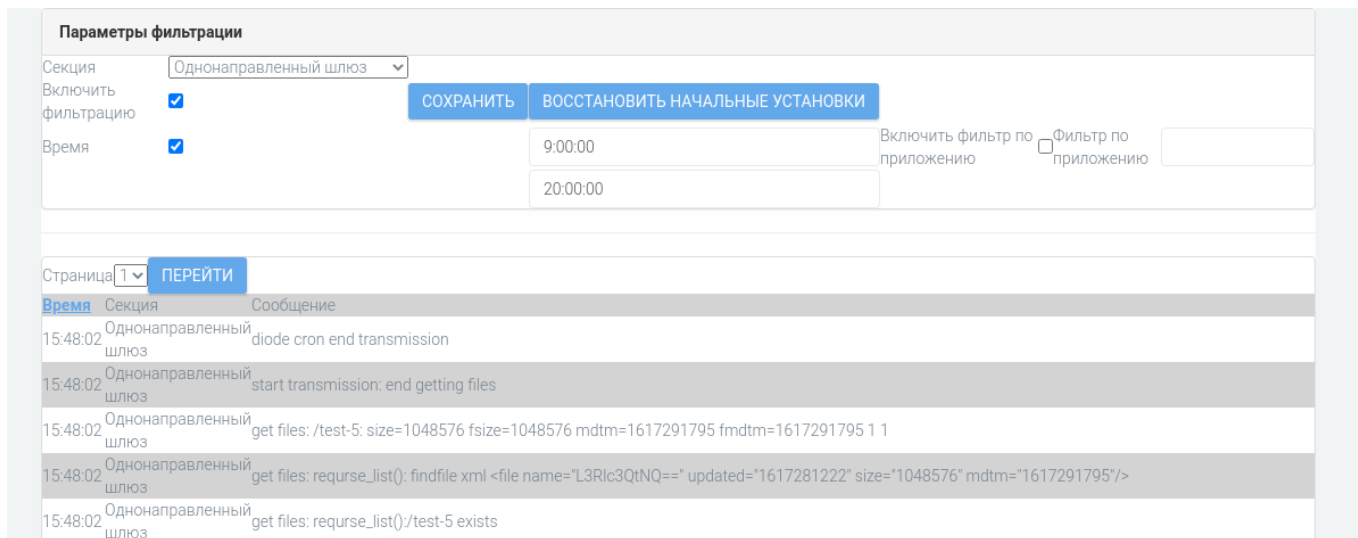 Параметры фильтрации
Секция Однонаправленный шлюз
Включить фильтрацию СОХРАНИТЬ ВОССТАНОВИТЬ НАЧАЛЬНЫЕ УСТАНОВКИ
Время 9:00:00 Включить фильтр по приложению Фильтр по приложению
20:00:00
Страница 1 ПЕРЕЙТИ
Время Секция Сообщение
15:48:02 Однонаправленный шлюз diode cron end transmission
15:48:02 Однонаправленный шлюз start transmission: end getting files
15:48:02 Однонаправленный шлюз get files: /test-5: size=1048576 fsize=1048576 mdtm=1617291795 fmdtm=1617291795 1 1
15:48:02 Однонаправленный шлюз get files: requrse_list(): findfile xml <file name="L3Rlc3QtNQ==" updated="1617281222" size="1048576" mdtm="1617291795"/>
15:48:02 Однонаправленный шлюз get files: requrse_list():/test-5 exists